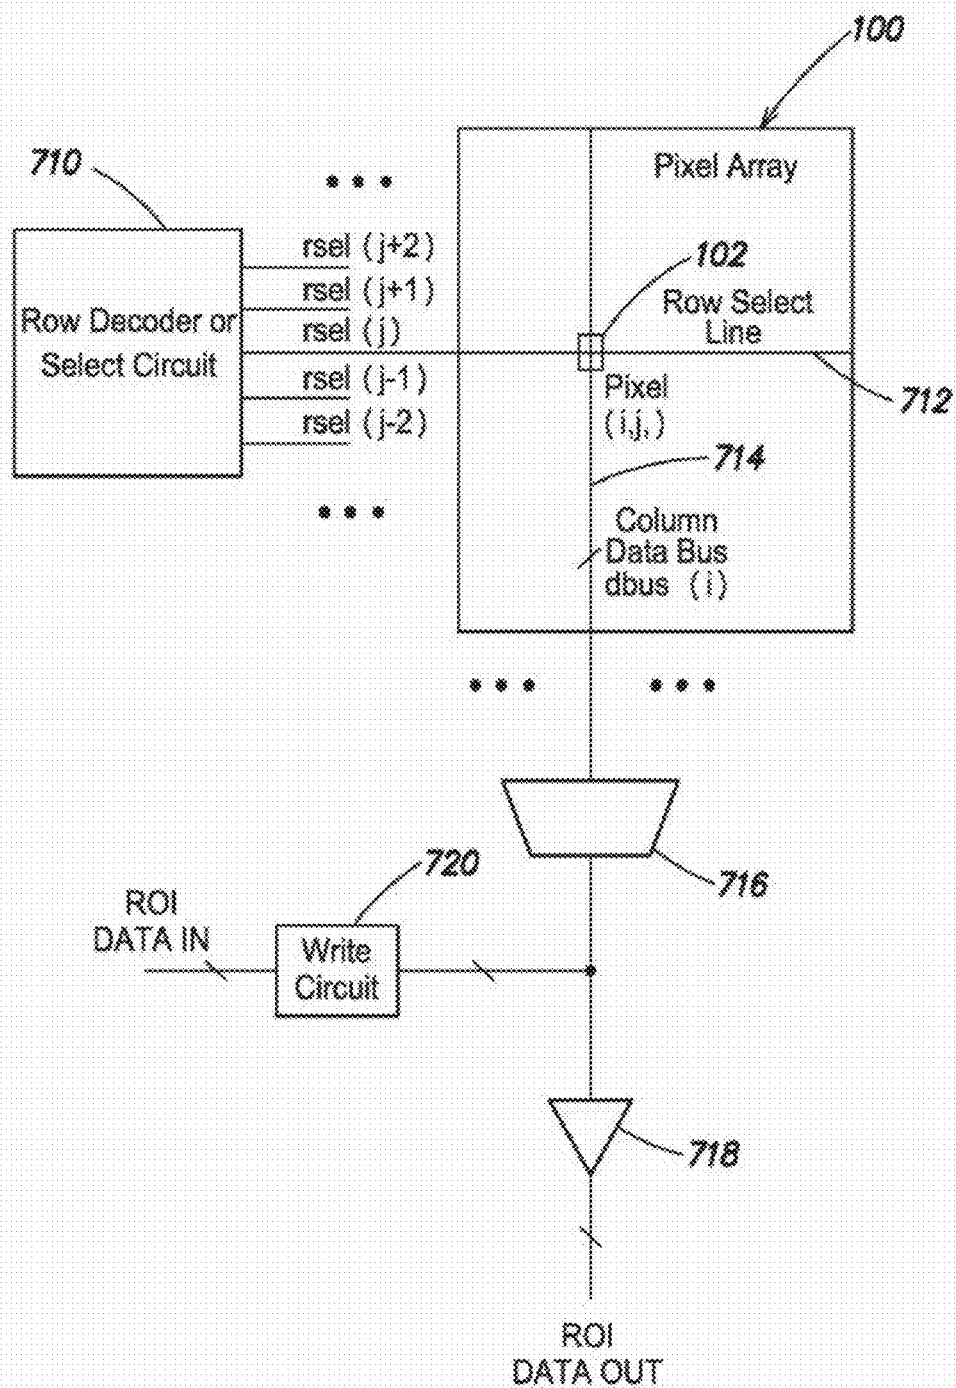 100
710
Pixel Array
rsel (j+2)
102
rsel (j+1)
Row Select
Line
Row Decoder or
Select Circuit
rsel (j)
rsel (j-1)
Pixel
(i,j,)
712
rsel (j-2)
714
Column
Data Bus
dbus (i)
716
720
ROI
DATA IN
Write
Circuit
718
ROI
DATA OUT